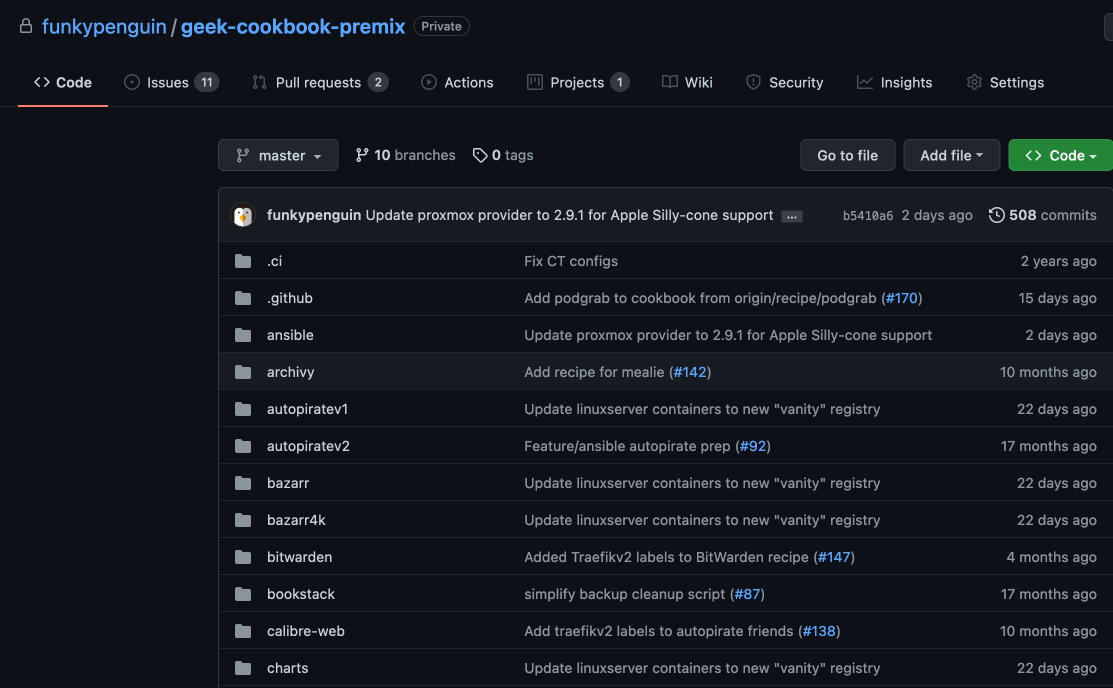 funkypenguin / geek-cookbook-premix Private
Code Issues 11 Pull requests 2 Actions Projects 1 Wiki Security Insights Settings
master 10 branches 0 tags Go to file Add file Code
funkypenguin Update proxmox provider to 2.9.1 for Apple Silly-cone support ... b5410a6 2 days ago 508 commits
.ci Fix CT configs 2 years ago
.github Add podgrab to cookbook from origin/recipe/podgrab (#170) 15 days ago
ansible Update proxmox provider to 2.9.1 for Apple Silly-cone support 2 days ago
archivy Add recipe for mealie (#142) 10 months ago
autopiratev1 Update linuxserver containers to new "vanity" registry 22 days ago
autopiratev2 Feature/ansible autopirate prep (#92) 17 months ago
bazarr Update linuxserver containers to new "vanity" registry 22 days ago
bazarr4k Update linuxserver containers to new "vanity" registry 22 days ago
bitwarden Added Traefikv2 labels to BitWarden recipe (#147) 4 months ago
bookstack simplify backup cleanup script (#87) 17 months ago
calibre-web Add traefikv2 labels to autopirate friends (#138) 10 months ago
charts Update linuxserver containers to new "vanity" registry 22 days ago